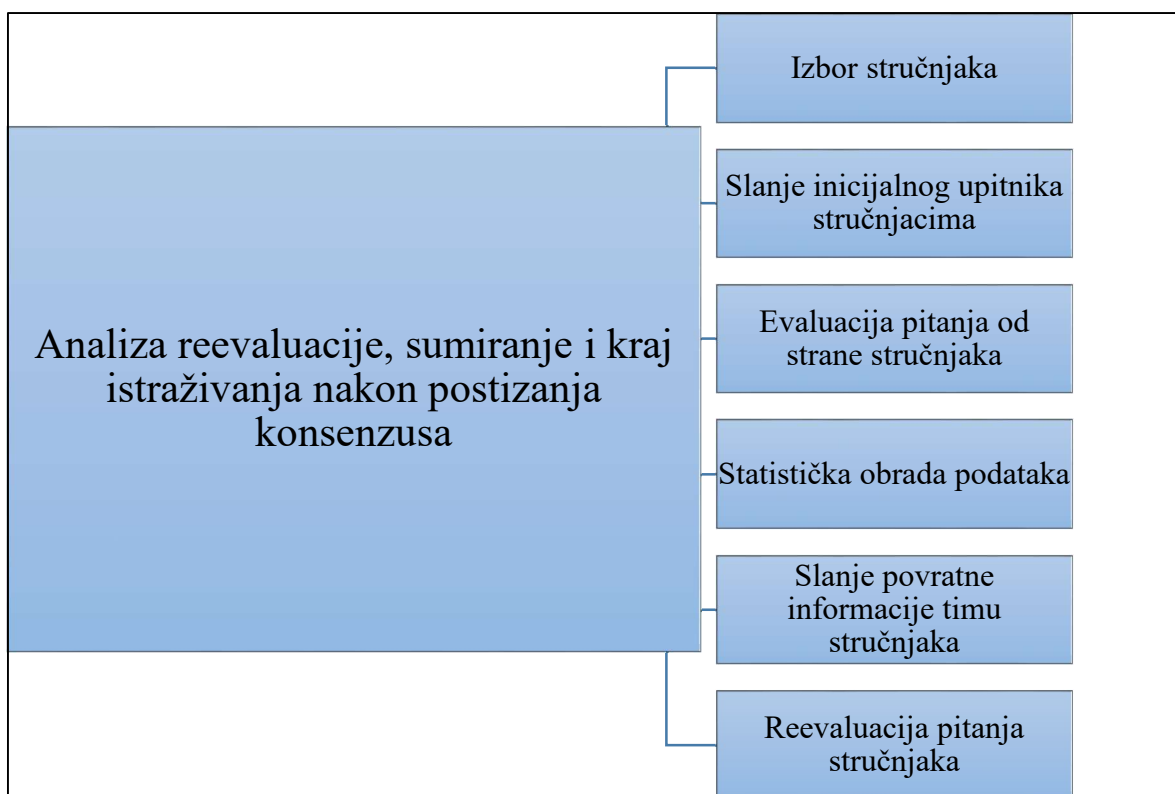 Izbor stručnjaka
Slanje inicijalnog upitnika
stručnjacima
Evaluacija pitanja od
strane stručnjaka
Analiza reevaluacije, sumiranje i kraj
istraživanja nakon postizanja
konsenzusa
Statistička obrada podataka
Slanje povratne
informacije timu
stručnjaka
Reevaluacija pitanja
stručnjaka